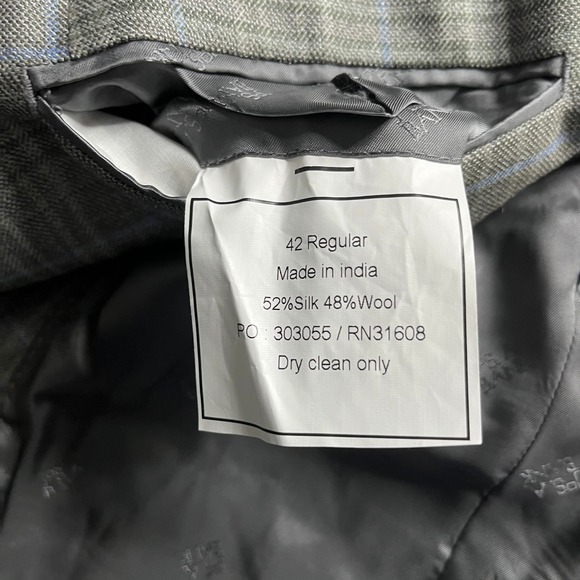 42 Regular
Made in india
52%Silk 48%Wool
PO : 303055 / RN31608
Dry clean only